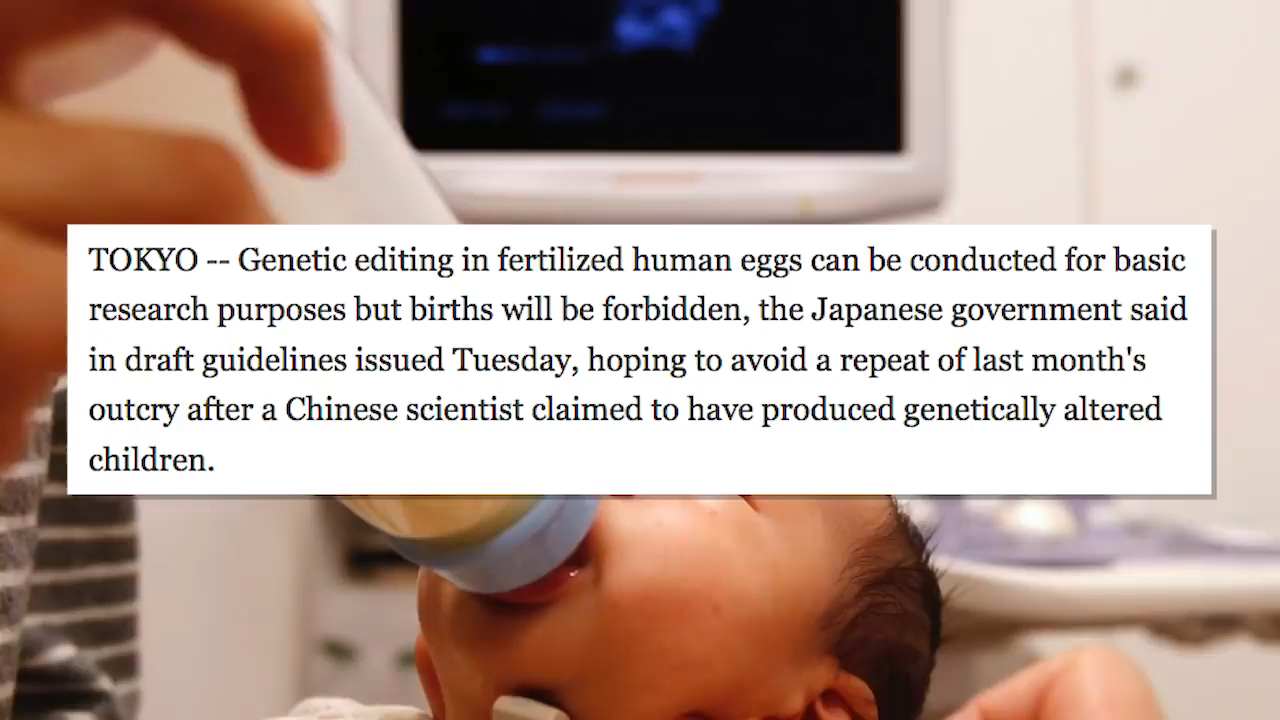 TOKYO -- Genetic editing in fertilized human eggs can be conducted for basic
research purposes but births will be forbidden, the Japanese government said
in draft guidelines issued Tuesday, hoping to avoid a repeat of last month's
outcry after a Chinese scientist claimed to have produced genetically altered
children.